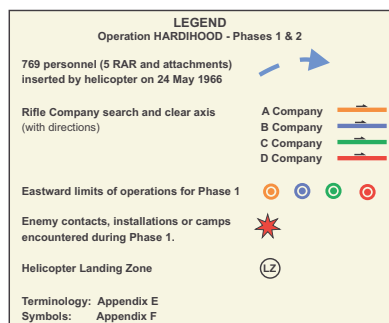 LEGEND
Operation HARDIHOOD - Phases 1 & 2
769 personnel (5 RAR and attachments)
inserted by helicopter on 24 May 1966
Rifle Company search and clear axis
(with directions)
A Company
B Company
C Company
D Company
Eastward limits of operations for Phase 1
Enemy contacts, installations or camps
encountered during Phase 1.
Helicopter Landing Zone
LZ
Terminology: Appendix E
Symbols: Appendix F